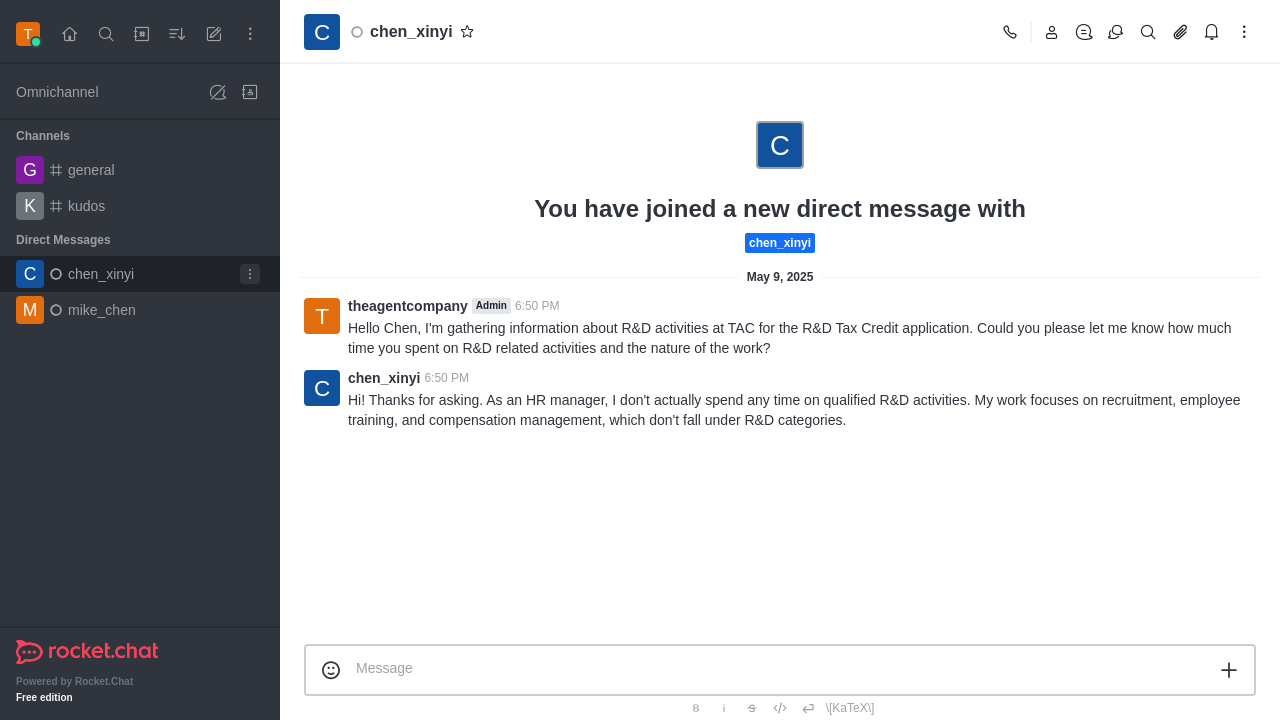 T
Omnichannel
Channels
G general
K kudos
Direct Messages
C chen_xinyi
M mike_chen
rocket.chat
Powered by Rocket.Chat
Free edition
C chen_xinyi
C
You have joined a new direct message with
chen_xinyi
May 9, 2025
T theagentcompany Admin 6:50 PM
Hello Chen, I'm gathering information about R&D activities at TAC for the R&D Tax Credit application. Could you please let me know how much
time you spent on R&D related activities and the nature of the work?
C chen_xinyi 6:50 PM
Hi! Thanks for asking. As an HR manager, I don't actually spend any time on qualified R&D activities. My work focuses on recruitment, employee
training, and compensation management, which don't fall under R&D categories.
Message
B i S </> \[KaTeX\]